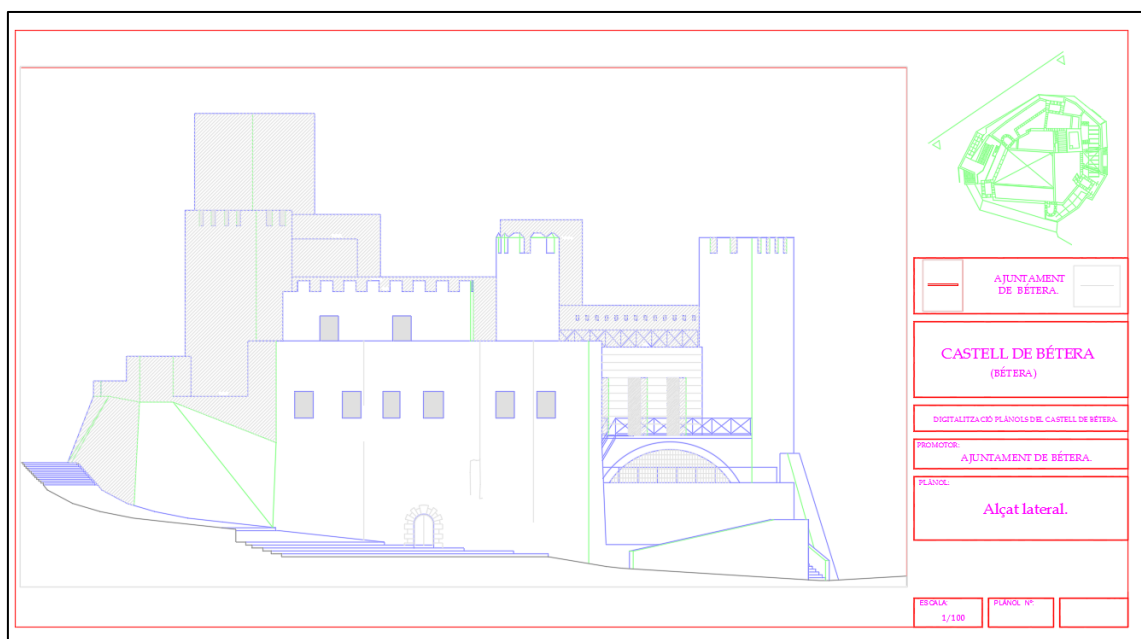 AJUNTAMENT
DE BÉTERA.
CASTELL DE BÉTERA
(BÉTERA)
DIGITALITZACIÓ PLÀNOLS DEL CASTELL DE BÉTERA.
PROMOTOR:
AJUNTAMENT DE BÉTERA.
PLÀNOL:
Alçat lateral.
ESCALA:
1/100
PLÀNOL Nº